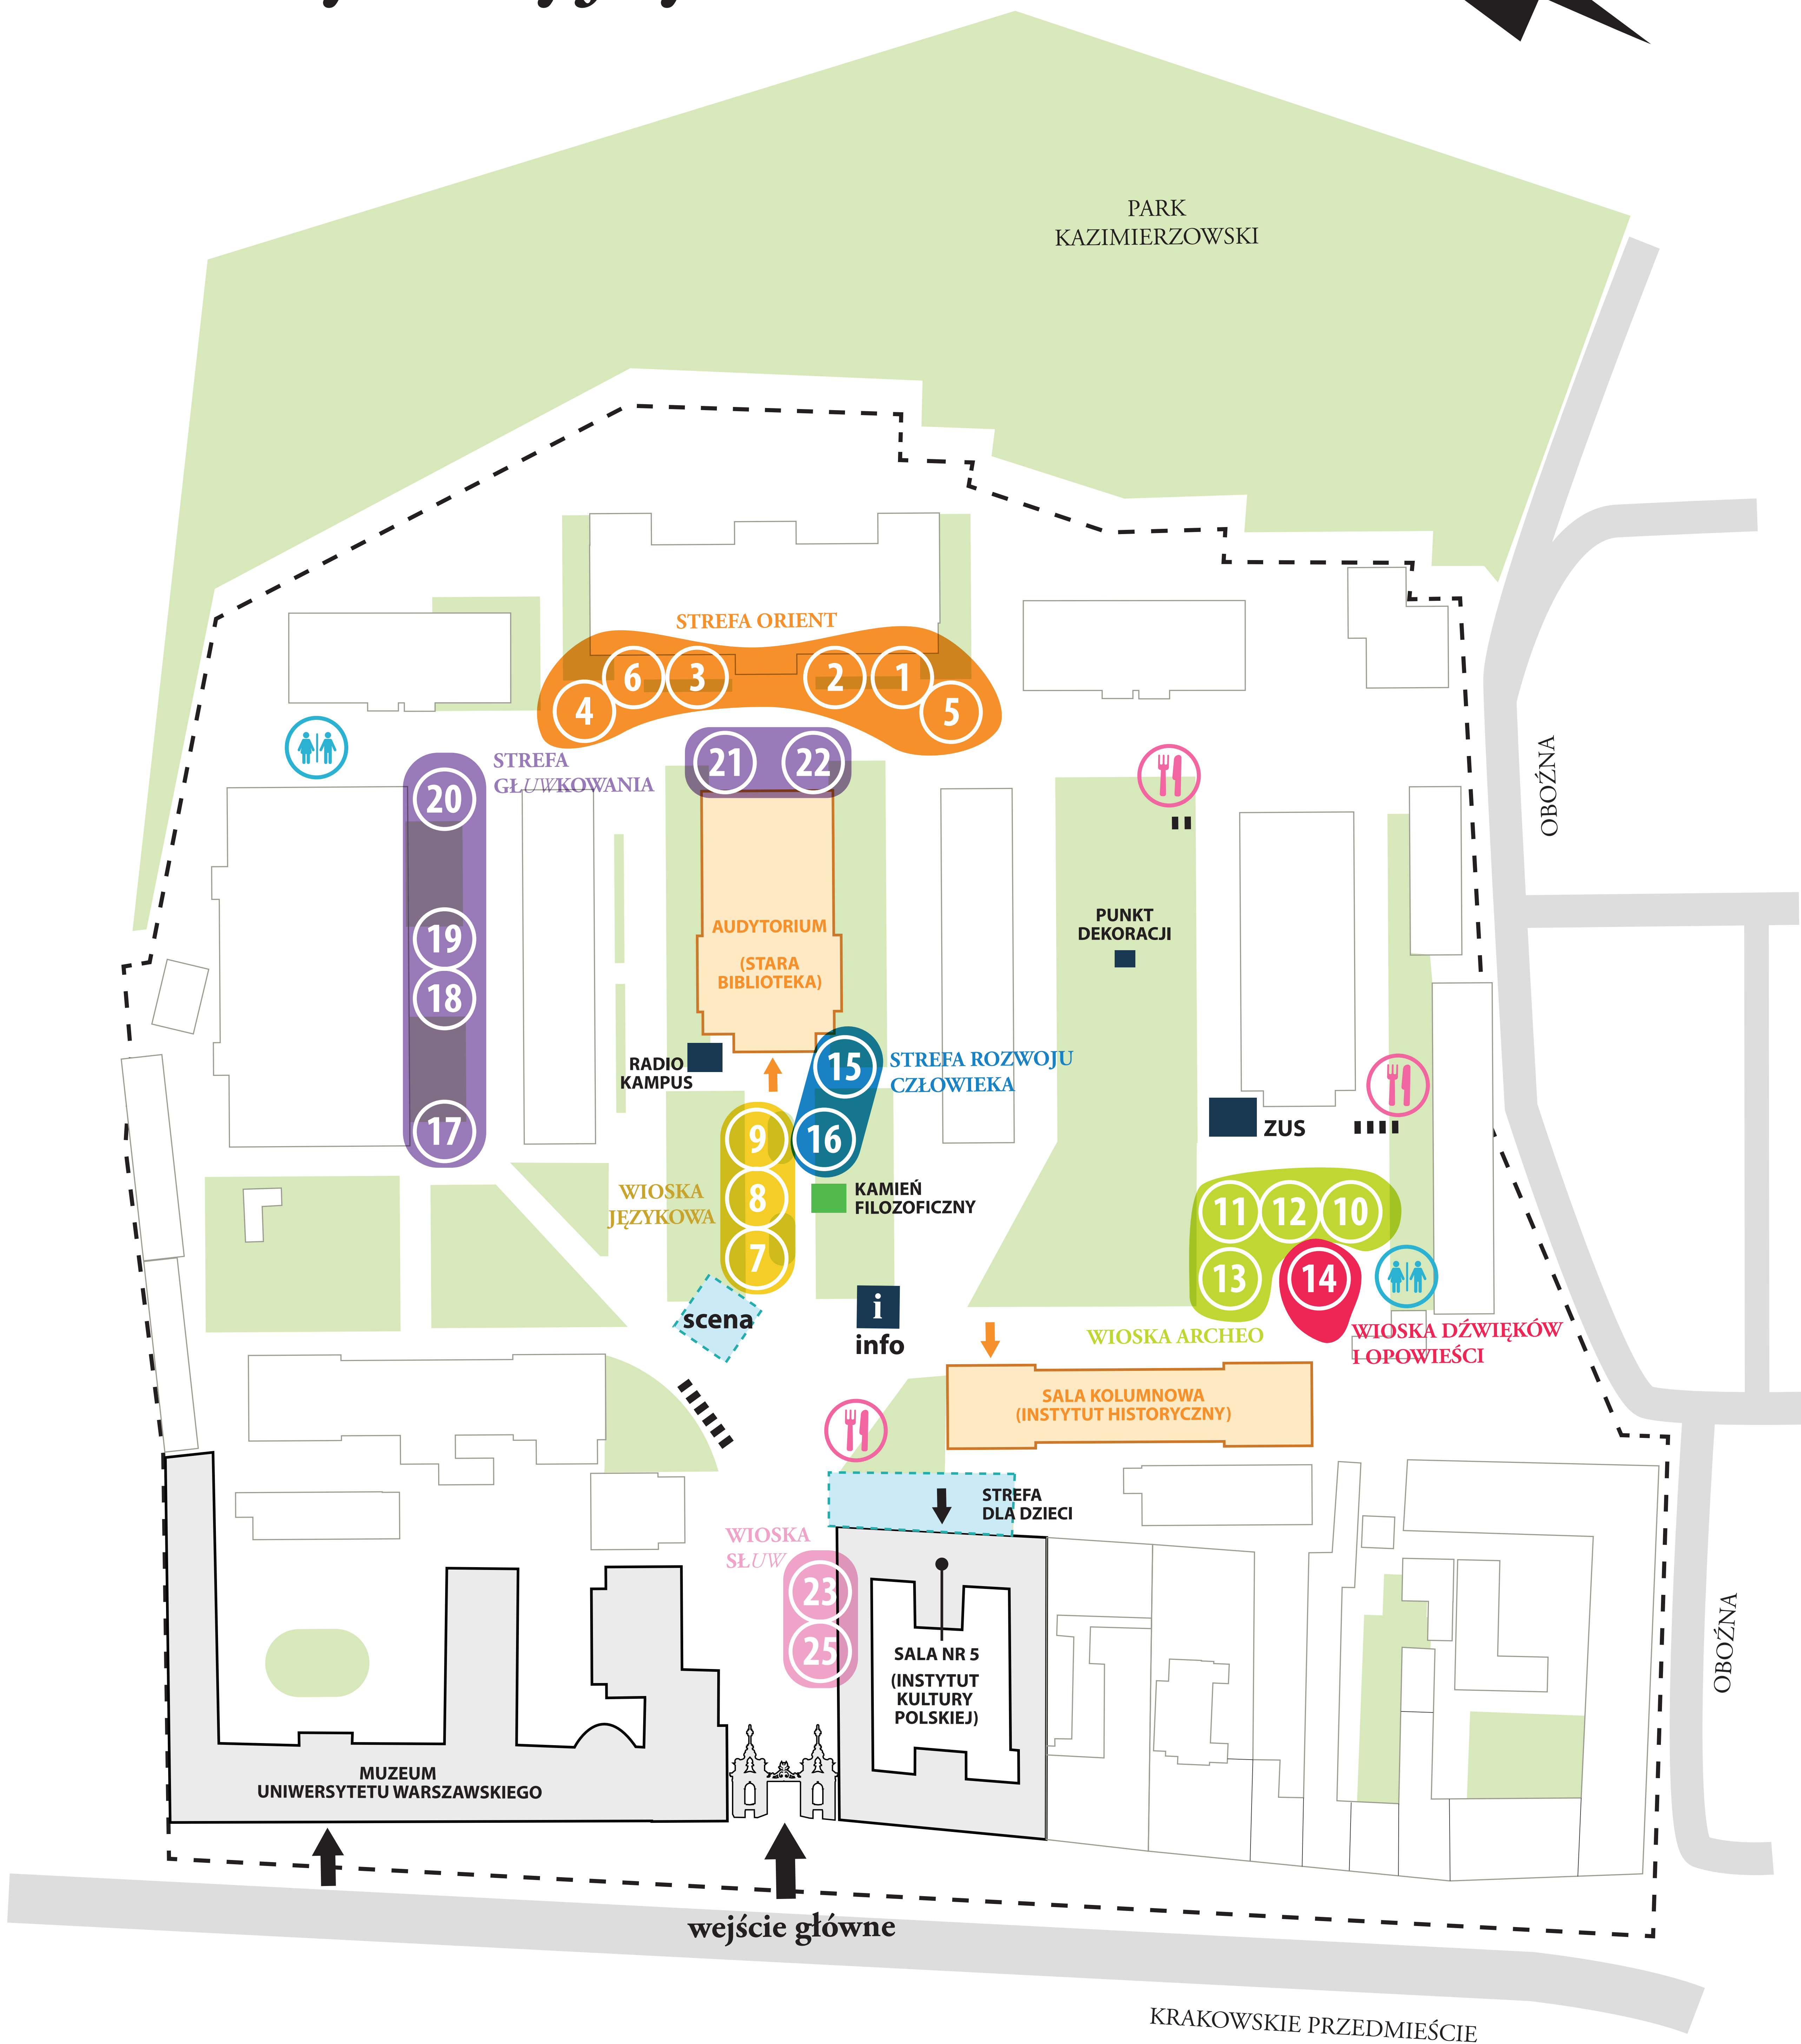 PARK
KAZIMIERZOWSKI
STREFA ORIENT
6
3
2
1
4
5
OBOŹNA
STREFA
GŁUWKOWANIA
21
22
20
AUDYTORIUM
(STARA
BIBLIOTEKA)
PUNKT
DEKORACJI
19
18
RADIO
KAMPUS
15
STREFA ROZWOJU
CZŁOWIEKA
17
9
16
ZUS
WIOSKA
JĘZYKOWA
8
KAMIEŃ
FILOZOFICZNY
11
12
10
7
13
14
scena
i
info
WIOSKA ARCHEO
WIOSKA DŹWIĘKÓW
I OPOWIEŚCI
SALA KOLUMNOWA
(INSTYTUT HISTORYCZNY)
STREFA
DLA DZIECI
WIOSKA
SŁUW
23
25
SALA NR 5
(INSTYTUT
KULTURY
POLSKIEJ)
OBOŹNA
MUZEUM
UNIWERSYTETU WARSZAWSKIEGO
wejście główne
KRAKOWSKIE PRZEDMIEŚCIE